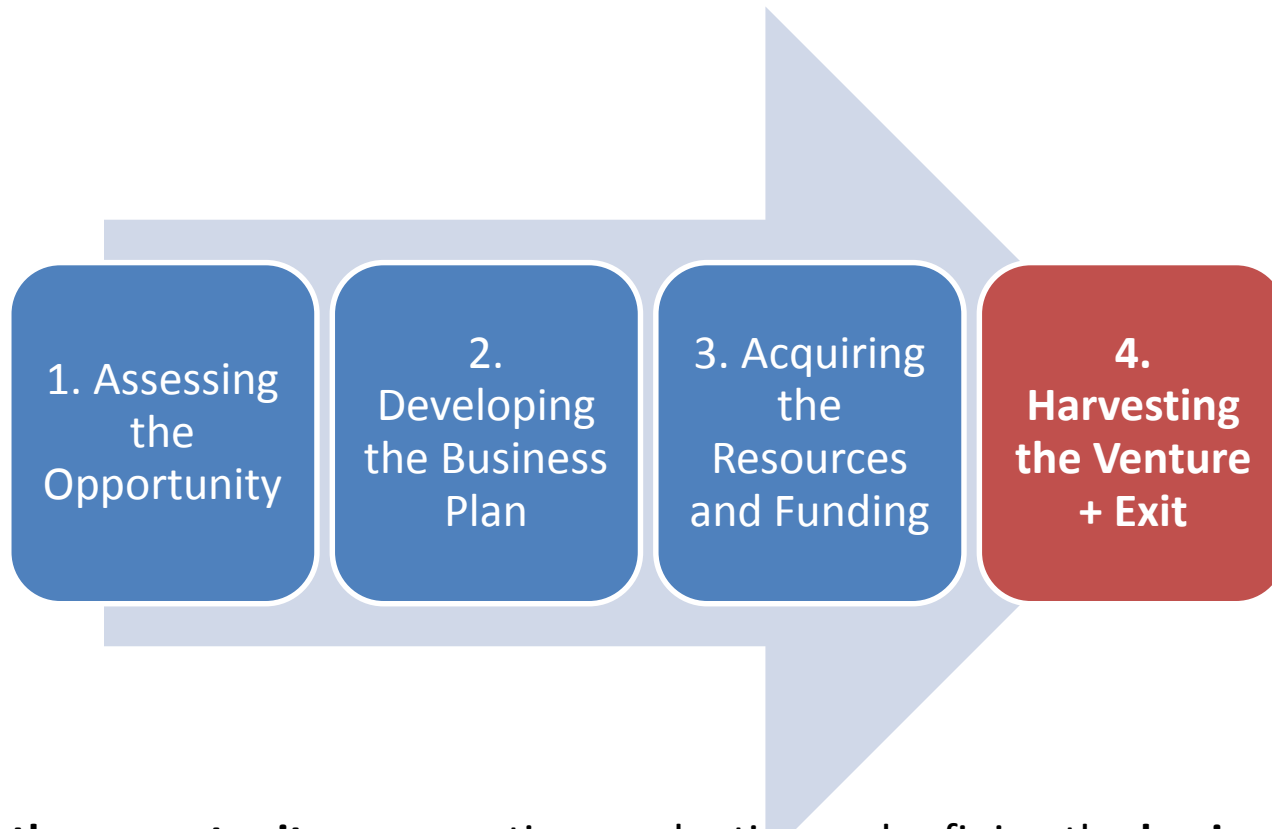 1. Assessing
the
Opportunity
2.
Developing
the Business
Plan
3. Acquiring
the
Resources
and Funding
4.
Harvesting
the Venture
+ Exit